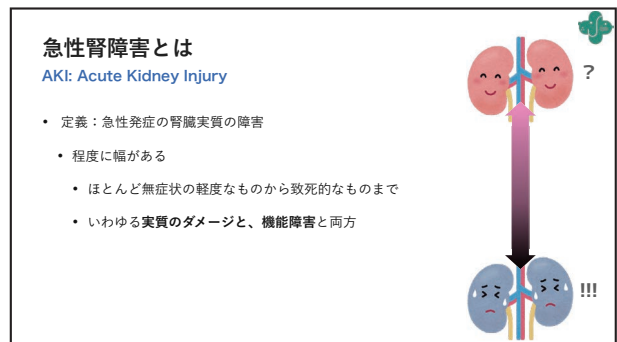 急性腎障害とは
AKI: Acute Kidney Injury
• 定義：急性発症の腎臓実質の障害
• 程度に幅がある
• ほとんど無症状の軽度なものから致死的なものまで
• いわゆる実質のダメージと、機能障害と両方
?
!!!